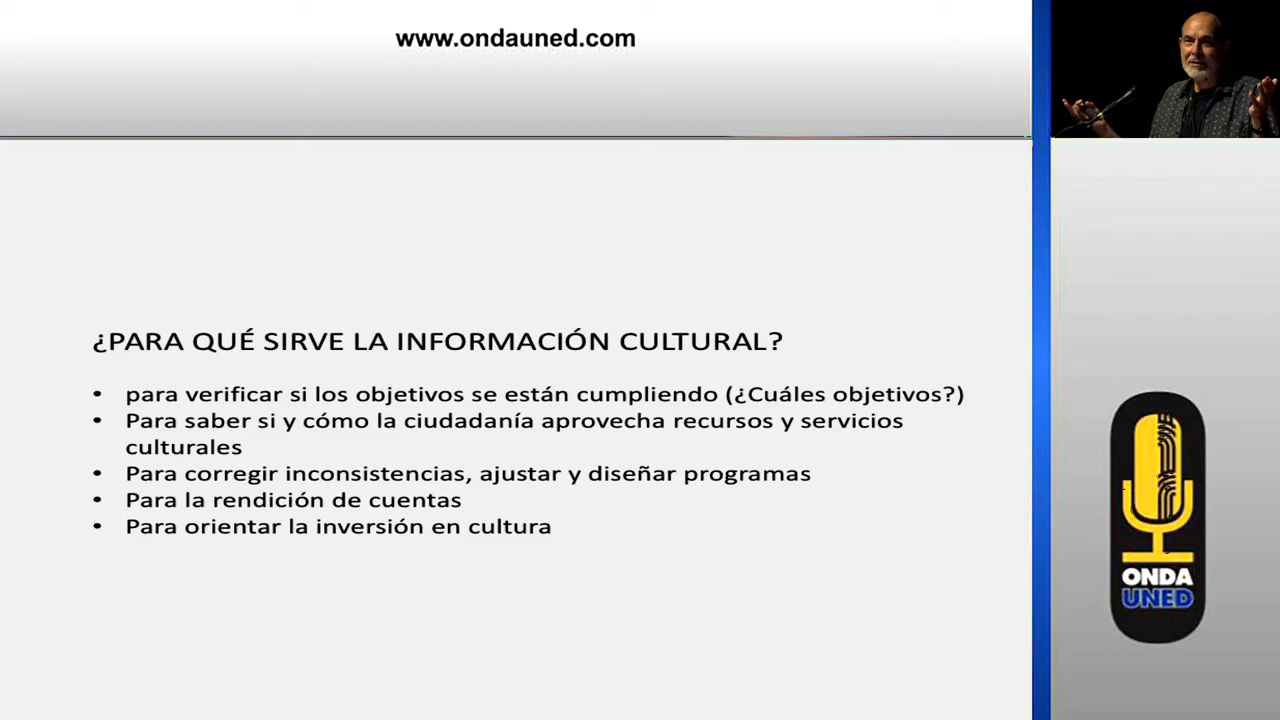 www.ondauned.com
¿PARA QUÉ SIRVE LA INFORMACIÓN CULTURAL?
• para verificar si los objetivos se están cumpliendo (¿Cuáles objetivos?)
• Para saber si y cómo la ciudadanía aprovecha recursos y servicios
culturales
• Para corregir inconsistencias, ajustar y diseñar programas
• Para la rendición de cuentas
• Para orientar la inversión en cultura
ONDA
UNED